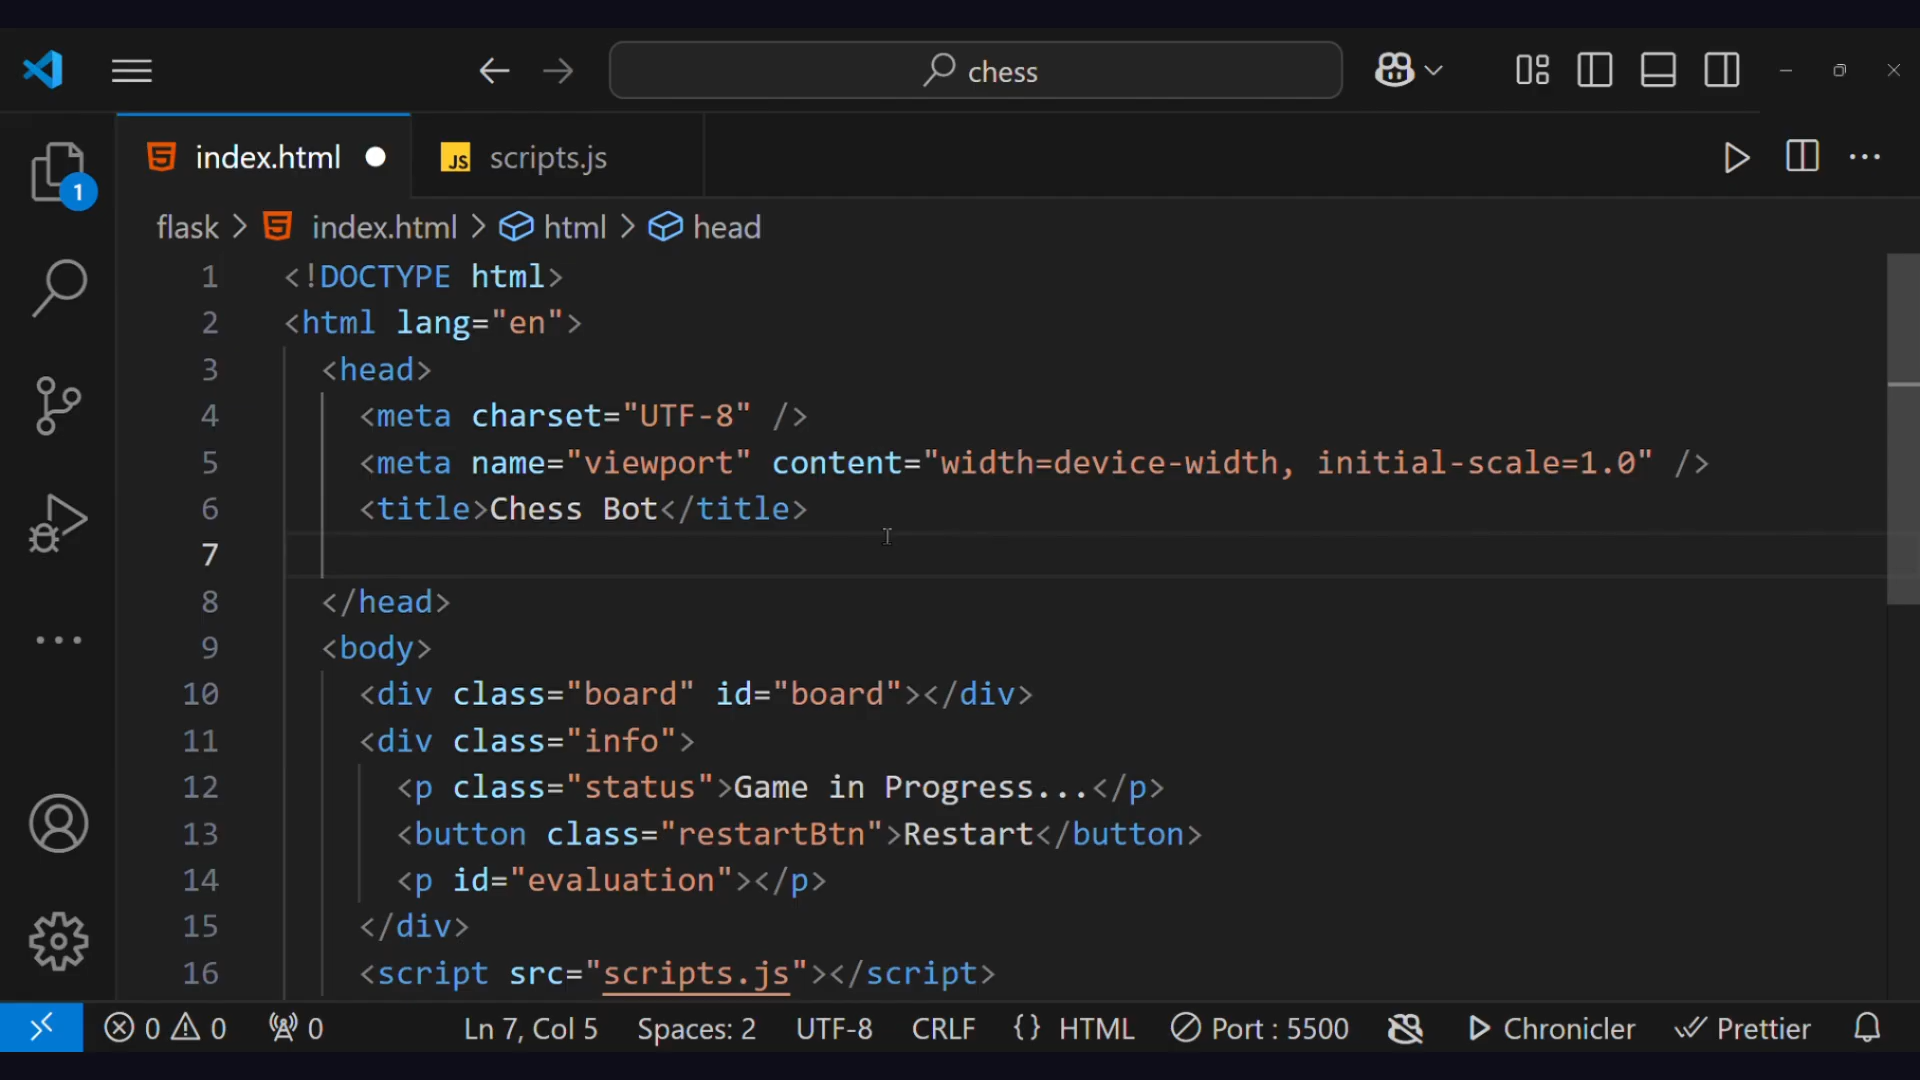 chess
index.html
JS scripts.js
1
flask > index.html > html > head
1 <!DOCTYPE html>
2 <html lang="en">
3 <head>
4 <meta charset="UTF-8" />
5 <meta name="viewport" content="width=device-width, initial-scale=1.0" />
6 <title>Chess Bot</title>
7
8 </head>
9 <body>
10 <div class="board" id="board"></div>
11 <div class="info">
12 <p class="status">Game in Progress...</p>
13 <button class="restartBtn">Restart</button>
14 <p id="evaluation"></p>
15 </div>
16 <script src="scripts.js"></script>
0 0 0 Ln 7, Col 5 Spaces: 2 UTF-8 CRLF {} HTML Port : 5500 Chronicler Prettier